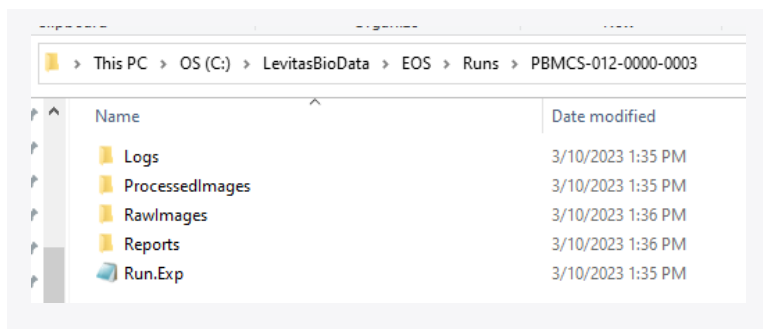 This PC > OS (C:) > LevitasBioData > EOS > Runs > PBMCS-012-0000-0003
Name Date modified
Logs 3/10/2023 1:35 PM
ProcessedImages 3/10/2023 1:35 PM
RawImages 3/10/2023 1:36 PM
Reports 3/10/2023 1:36 PM
Run.Exp 3/10/2023 1:35 PM